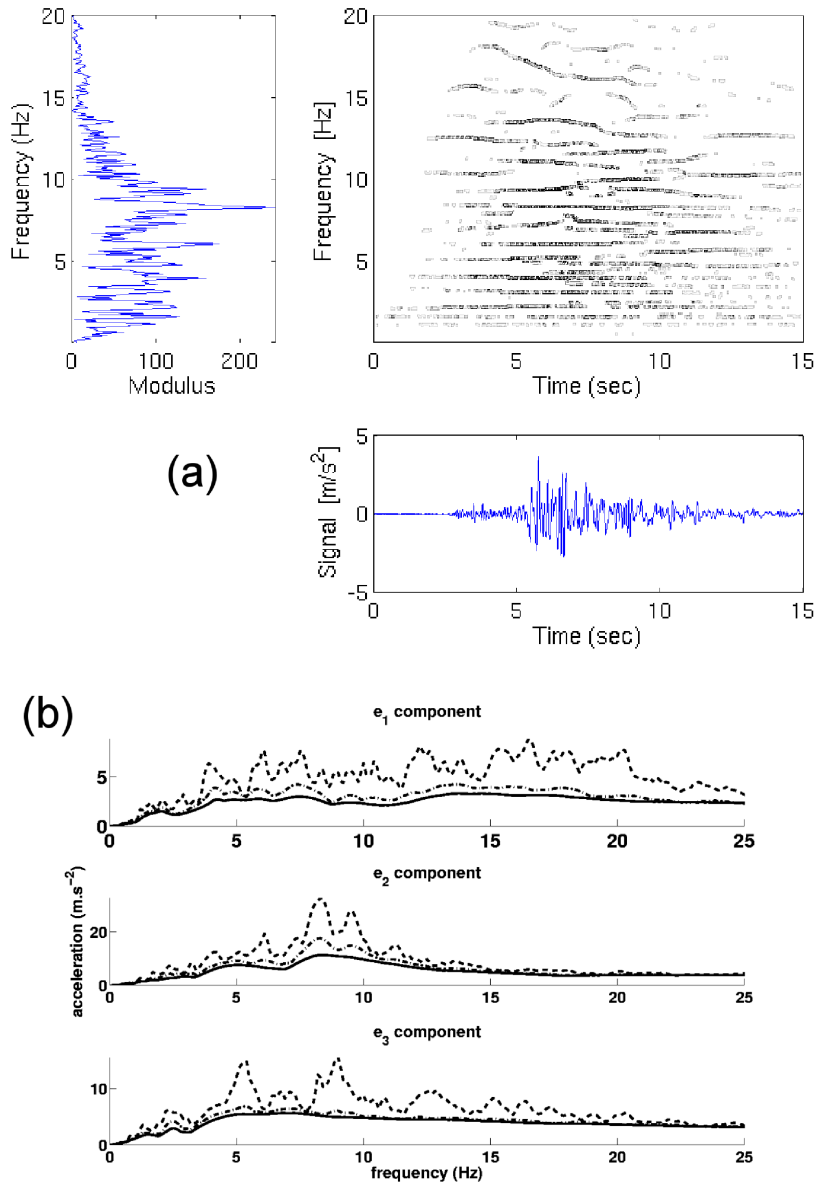 20
15
10
5
Frequency (Hz)
0 100 200
Modulus
20
15
10
5
Frequency [Hz]
0 5 10 15
Time (sec)
(a)
5
0
-5
Signal [m/s²]
0 5 10 15
Time (sec)
(b)
e₁ component
5
0
0 5 10 15 20 25
e₂ component
20
0
0 5 10 15 20 25
acceleration (m.s⁻²)
e₃ component
10
0
0 5 10 15 20 25
frequency (Hz)